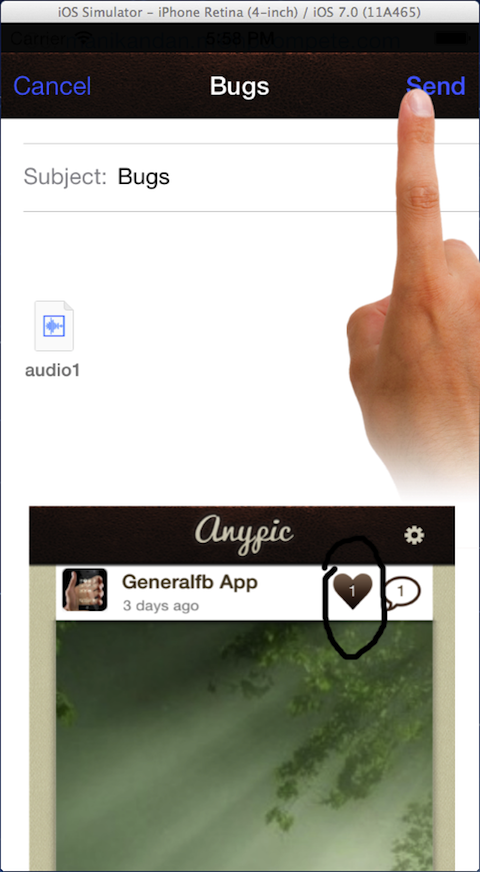 iOS Simulator – iPhone Retina (4-inch) / iOS 7.0 (11A465)
Carrier
5:58 PM
Cancel
Bugs
Send
Subject: Bugs
audio1
Anypic
Generalfb App
1
1
3 days ago